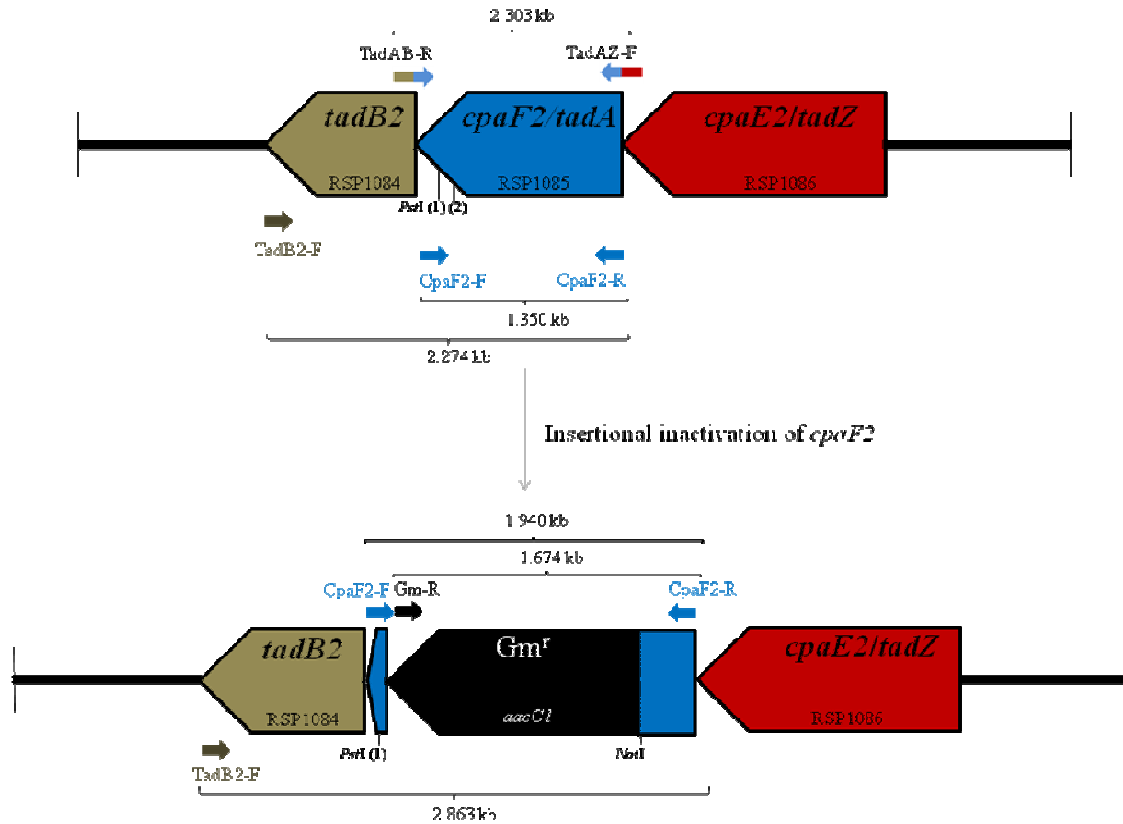 2.303 kb
TadAB-R
TadAZ-F
tadB2
cpaF2/tadA
cpaE2/tadZ
RSP1084
RSP1085
RSP1086
PstI (1) (2)
TadB2-F
CpaF2-F
CpaF2-R
1.350 kb
2.274 kb
Insertional inactivation of cpaF2
1.940 kb
1.674 kb
CpaF2-F
Gm-R
CpaF2-R
tadB2
Gmʳ
cpaE2/tadZ
RSP1084
aacC1
RSP1086
PstI (1)
NotI
TadB2-F
2.863 kb